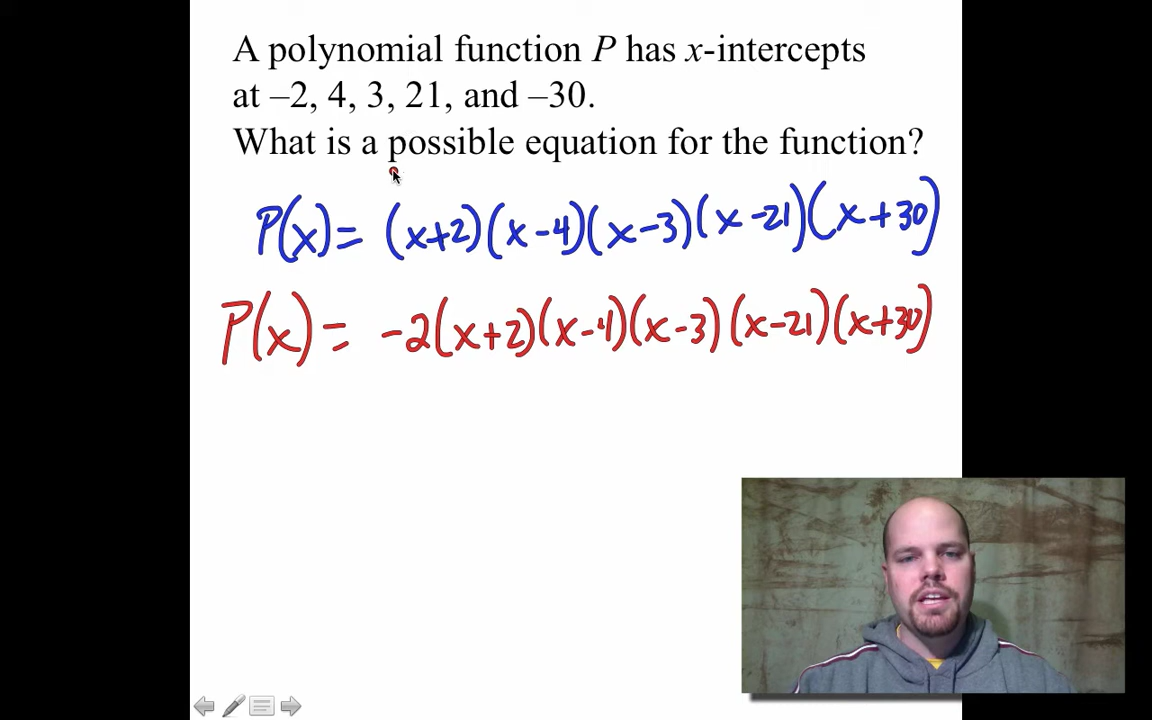 A polynomial function P has x-intercepts
at –2, 4, 3, 21, and –30.
What is a possible equation for the function?
P(x) = (x+2)(x-4)(x-3)(x-21)(x+30)
P(x) = -2(x+2)(x-4)(x-3)(x-21)(x+30)